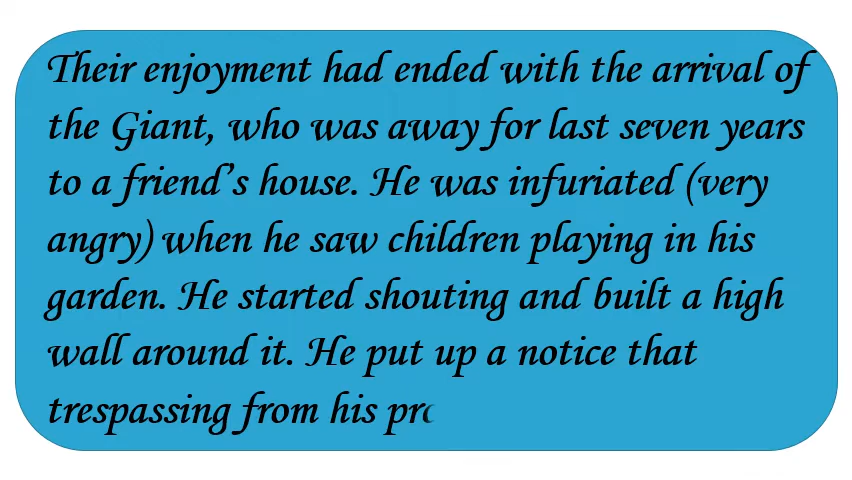 Their enjoyment had ended with the arrival of
the Giant, who was away for last seven years
to a friend’s house. He was infuriated (very
angry) when he saw children playing in his
garden. He started shouting and built a high
wall around it. He put up a notice that
trespassing from his